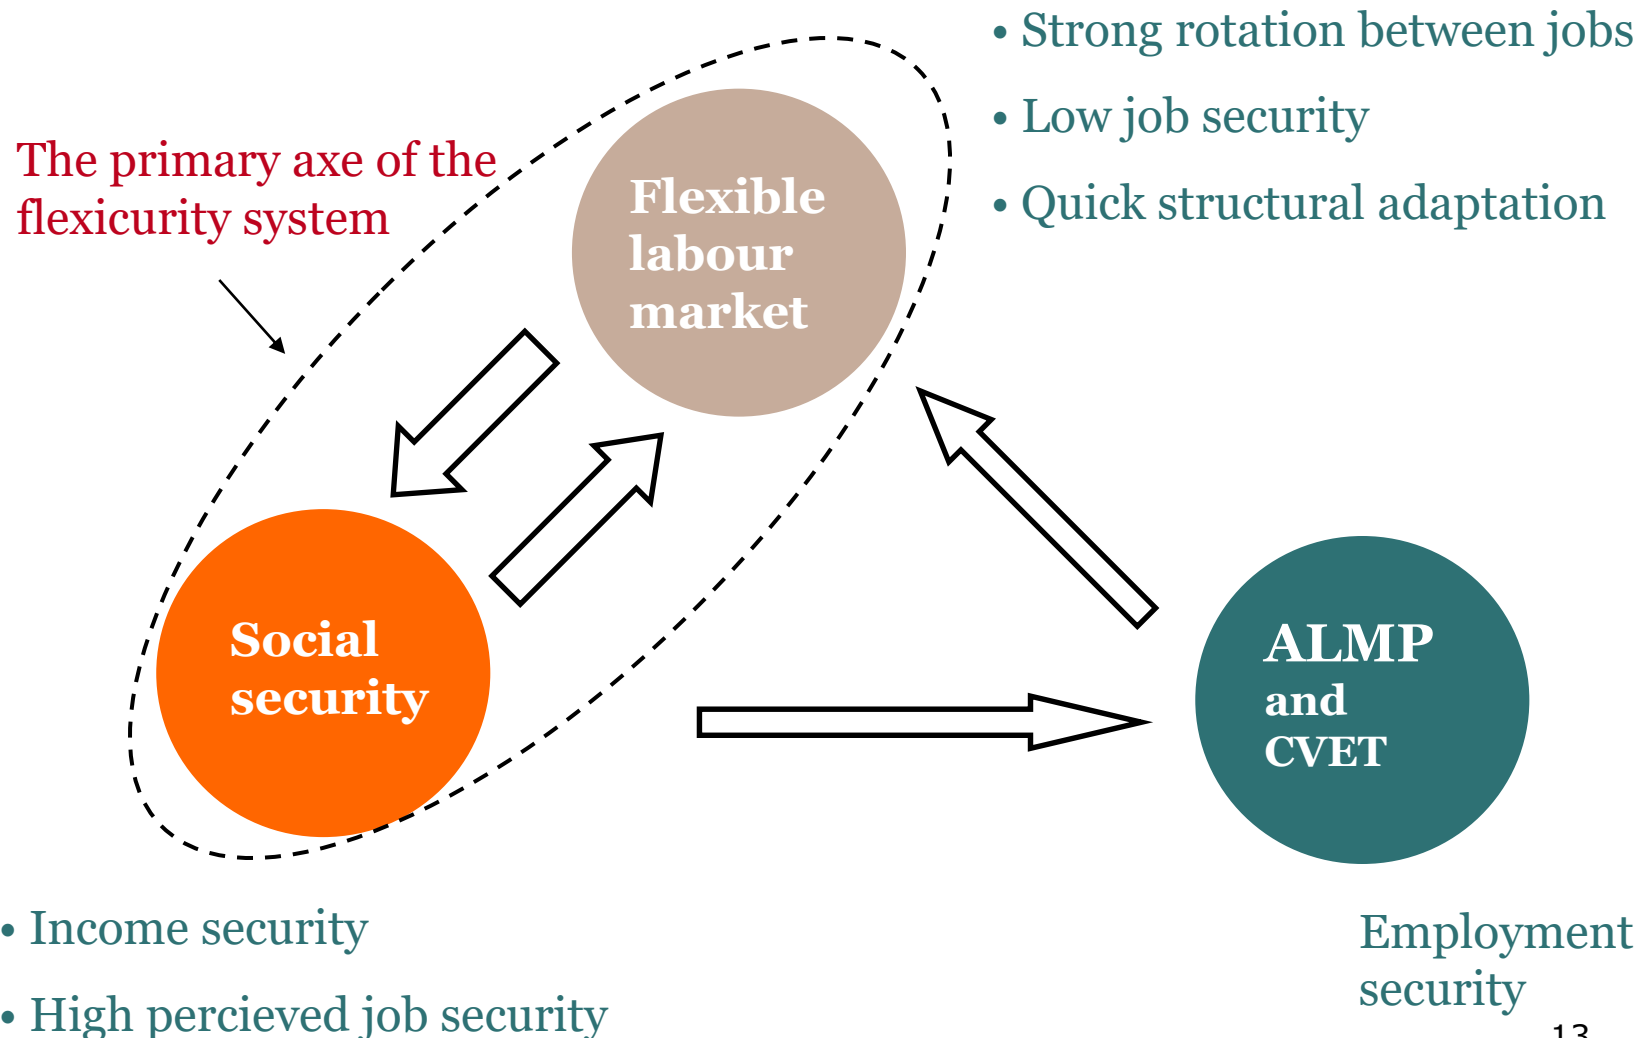 • Strong rotation between jobs
• Low job security
• Quick structural adaptation
The primary axe of the
flexicurity system
Flexible
labour
market
Social
security
ALMP
and
CVET
• Income security
• High percieved job security
Employment
security
13